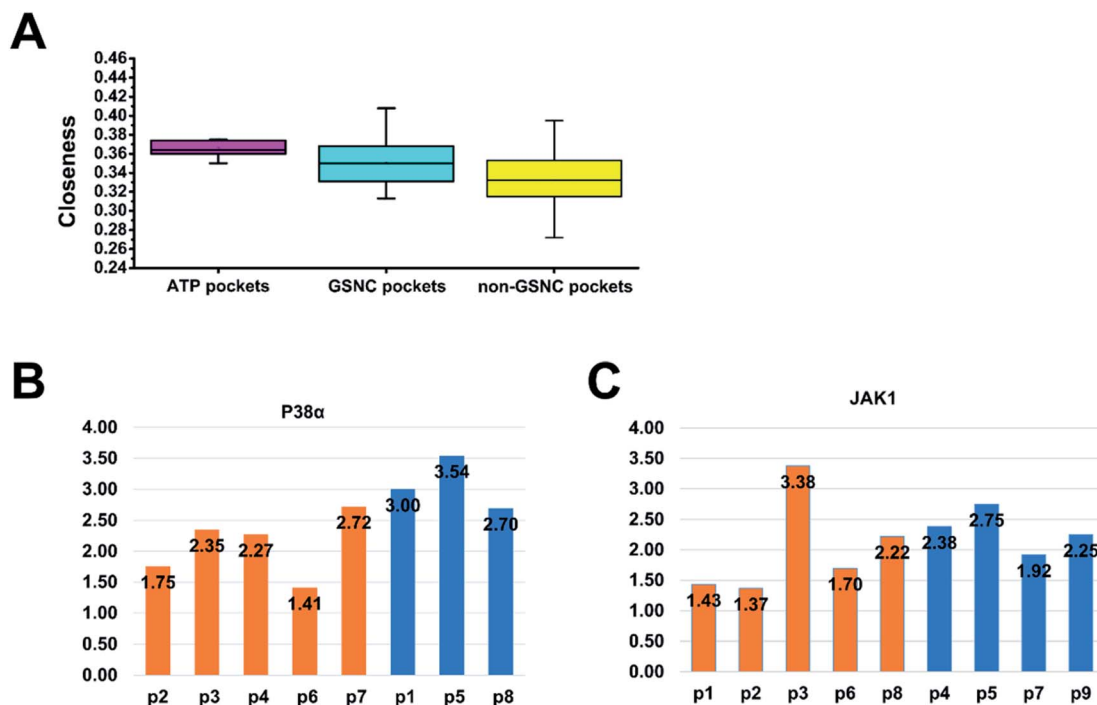 A
0.46
0.44
0.42
0.40
0.38
0.36
0.34
0.32
0.30
0.28
0.26
0.24
Closeness
ATP pockets GSNC pockets non-GSNC pockets
B
P38α
4.00
3.50
3.00
2.50
2.00
1.50
1.00
0.50
0.00
1.75 2.35 2.27 1.41 2.72 3.00 3.54 2.70
p2 p3 p4 p6 p7 p1 p5 p8
C
JAK1
4.00
3.50
3.00
2.50
2.00
1.50
1.00
0.50
0.00
1.43 1.37 3.38 1.70 2.22 2.38 2.75 1.92 2.25
p1 p2 p3 p6 p8 p4 p5 p7 p9